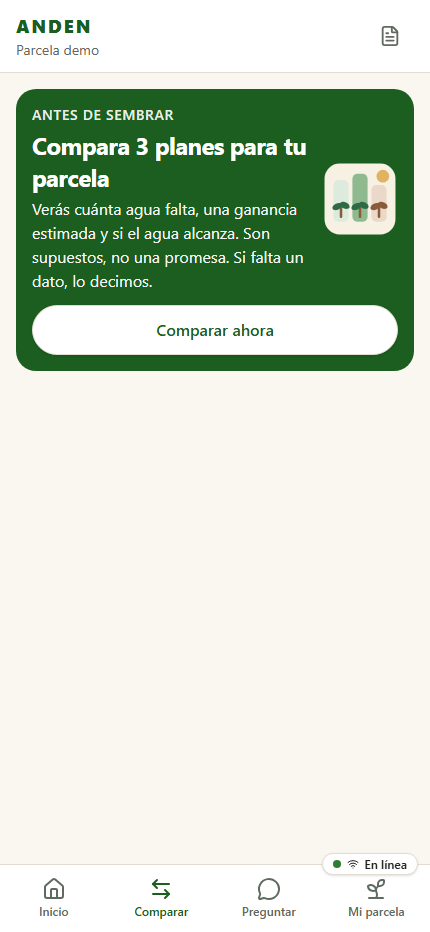 ANDEN
Parcela demo
ANTES DE SEMBRAR
Compara 3 planes para tu
parcela
Verás cuánta agua falta, una ganancia
estimada y si el agua alcanza. Son
supuestos, no una promesa. Si falta un
dato, lo decimos.
Comparar ahora
En línea
Inicio
Comparar
Preguntar
Mi parcela